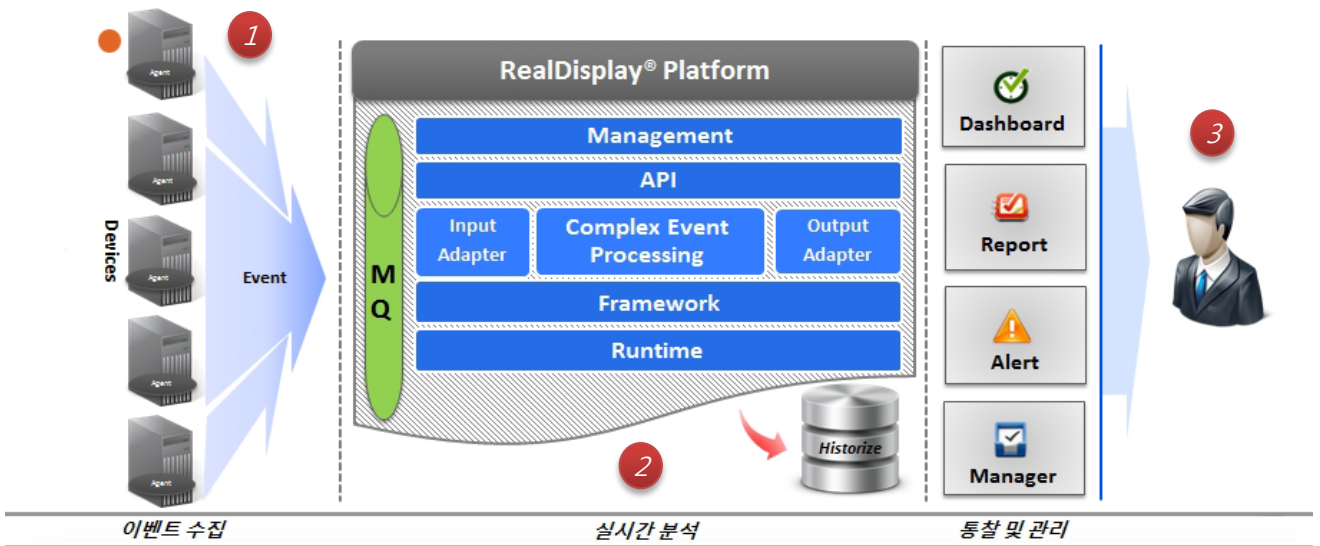 1
Agent
Agent
Agent
Agent
Agent
Devices
Event
RealDisplay® Platform
MQ
Management
API
Input
Adapter
Complex Event
Processing
Output
Adapter
Framework
Runtime
Historize
2
Dashboard
Report
Alert
Manager
3
이벤트 수집
실시간 분석
통찰 및 관리